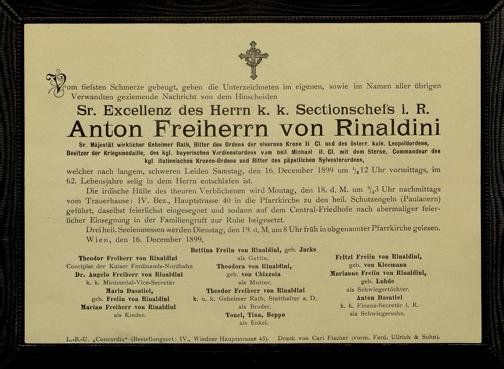 Vom tiefsten Schmerze gebeugt, geben die Unterzeichneten im eigenen, sowie im Namen aller übrigen
Verwandten geziemende Nachricht von dem Hinscheiden
Sr. Excellenz des Herrn k. k. Sectionschefs i. R.
Anton Freiherrn von Rinaldini
Sr. Majestät wirklicher Geheimer Rath, Ritter des Ordens der eisernen Krone II. Cl. und des österr. kais. Leopoldordens,
Besitzer der Kriegsmedaille, des kgl. bayerischen Verdienstordens vom heil. Michael II. Cl. mit dem Sterne, Commandeur des
kgl. italienischen Kronen-Ordens und Ritter des päpstlichen Sylvesterordens,
welcher nach langem, schweren Leiden Samstag, den 16. December 1899 um 12 Uhr vormittags, im
62. Lebensjahre selig in dem Herrn entschlafen ist.
Die irdische Hülle des theuren Verblichenen wird Montag, den 18. d. M. um 3 Uhr nachmittags
vom Trauerhause: IV. Bez., Hauptstrasse 40 in die Pfarrkirche zu den heil. Schutzengeln (Paulanern)
geführt, daselbst feierlichst eingesegnet und sodann auf dem Central-Friedhofe nach abermaliger feier-
licher Einsegnung in der Familiengruft zur Ruhe beigesetzt.
Drei heil. Seelenmessen werden Dienstag, den 19. d. M. um 8 Uhr früh in obgenannter Pfarrkirche gelesen.
Wien, den 16. December 1899.
Bettina Freiin von Rinaldini, geb. Jacks
als Gattin,
Theodor Freiherr von Rinaldini
Concipist der Kaiser Ferdinands-Nordbahn
Dr. Angelo Freiherr von Rinaldini
k. k. Ministerial-Vice-Secretär
Maria Dasatiel,
geb. Freiin von Rinaldini
Marian Freiherr von Rinaldini
als Kinder.
Theodora von Rinaldini,
geb. von Chizzola
als Mutter,
Theodor Freiherr von Rinaldini
k. u. k. Geheimer Rath, Statthalter a. D.
als Bruder,
Tonel, Tina, Beppo
als Enkel.
Fritzi Freiin von Rinaldini,
geb. von Kleemann
Marianne Freiin von Rinaldini,
geb. Luhde
als Schwiegertöchter.
Anton Dasatiel
k. k. Finanz-Secretär i. R.
als Schwiegersohn.
L.-B.-U. „Concordia" (Bestellungsort: IV., Wiedner Hauptstrasse 45). Druck von Carl Fischer (vorm. Ferd. Ullrich & Sohn).